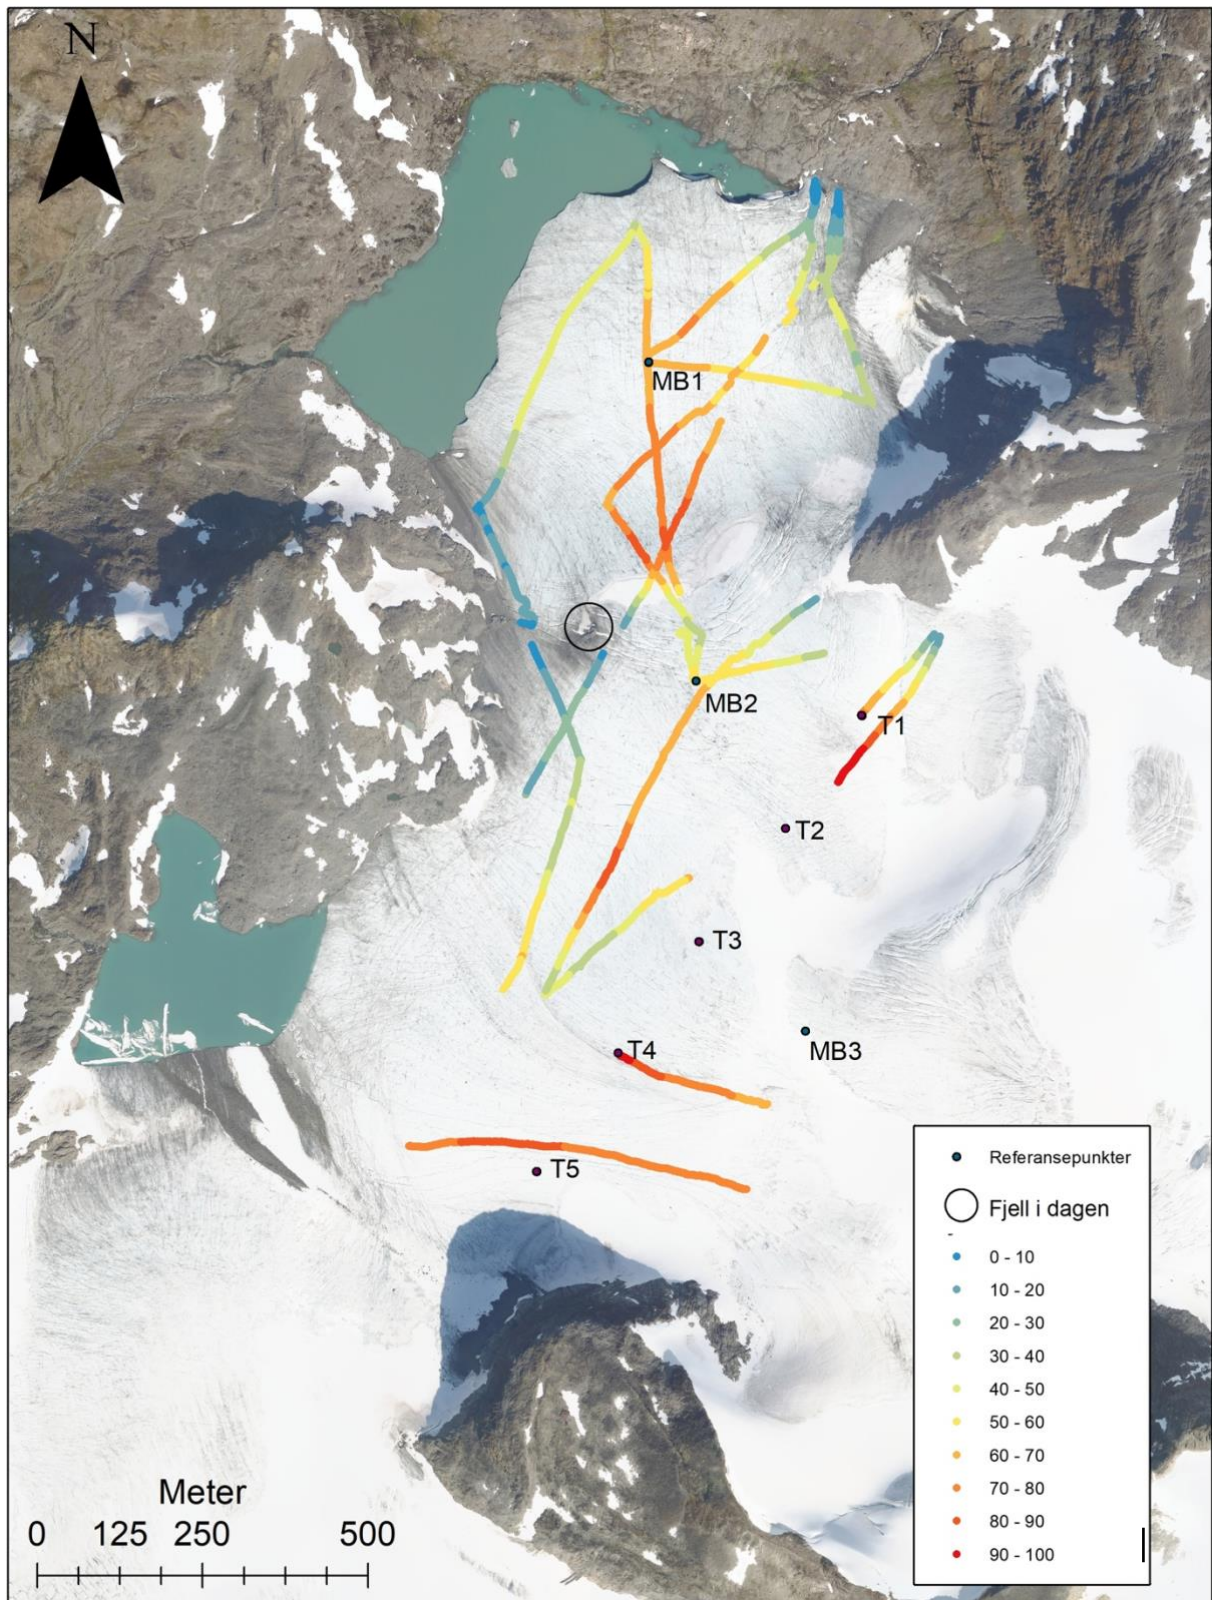 N
MB1
MB2
T1
T2
T3
MB3
T4
T5
Referansepunkter
Fjell i dagen
-
0 - 10
10 - 20
20 - 30
30 - 40
40 - 50
50 - 60
60 - 70
70 - 80
80 - 90
90 - 100
Meter
0 125 250 500